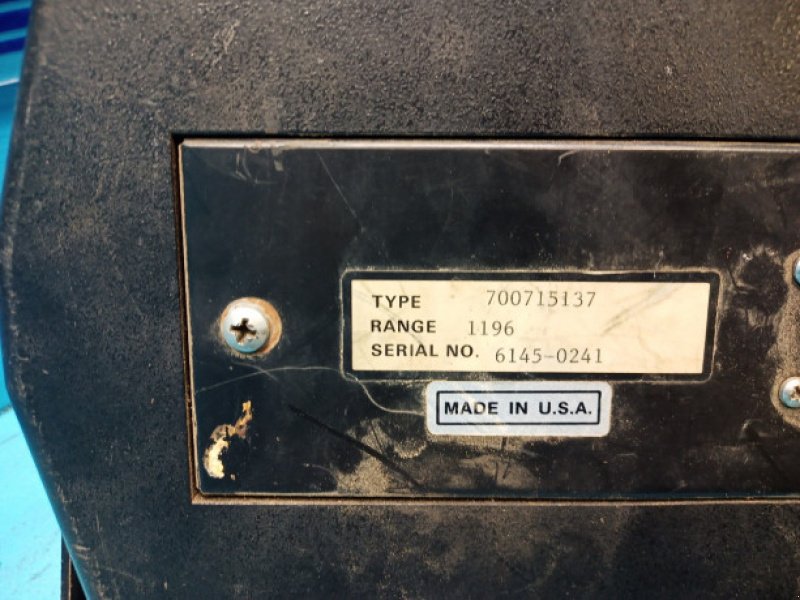 TYPE 700715137
RANGE 1196
SERIAL NO. 6145-0241
MADE IN U.S.A.